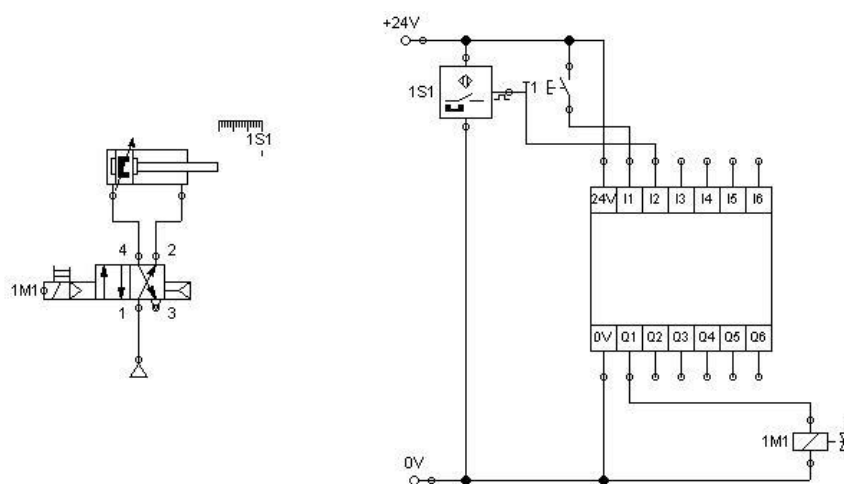 +24V
1S1
T1
1S1
4 2
24V I1 I2 I3 I4 I5 I6
1M1
1 3
0V Q1 Q2 Q3 Q4 Q5 Q6
1M1
0V